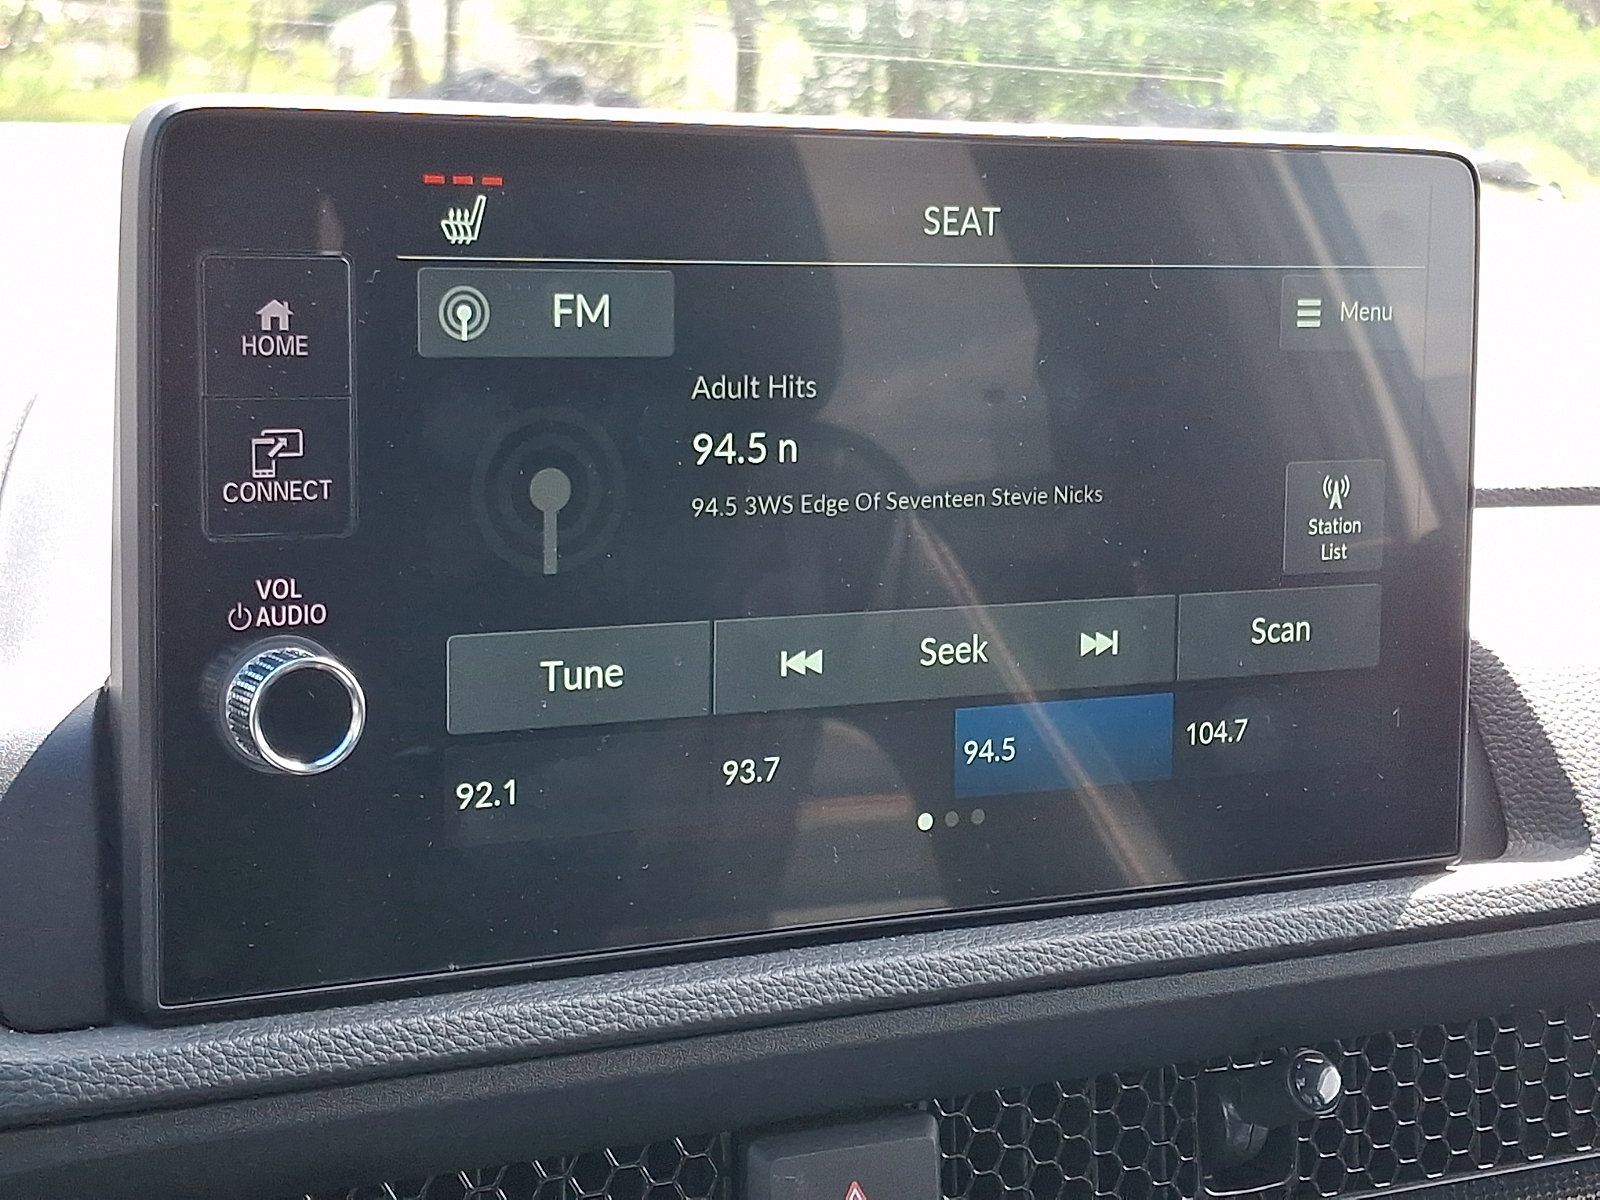 SEAT
FM
Menu
HOME
CONNECT
VOL
AUDIO
Adult Hits
94.5 n
94.5 3WS Edge Of Seventeen Stevie Nicks
Station
List
Tune
Seek
Scan
92.1
93.7
94.5
104.7
1